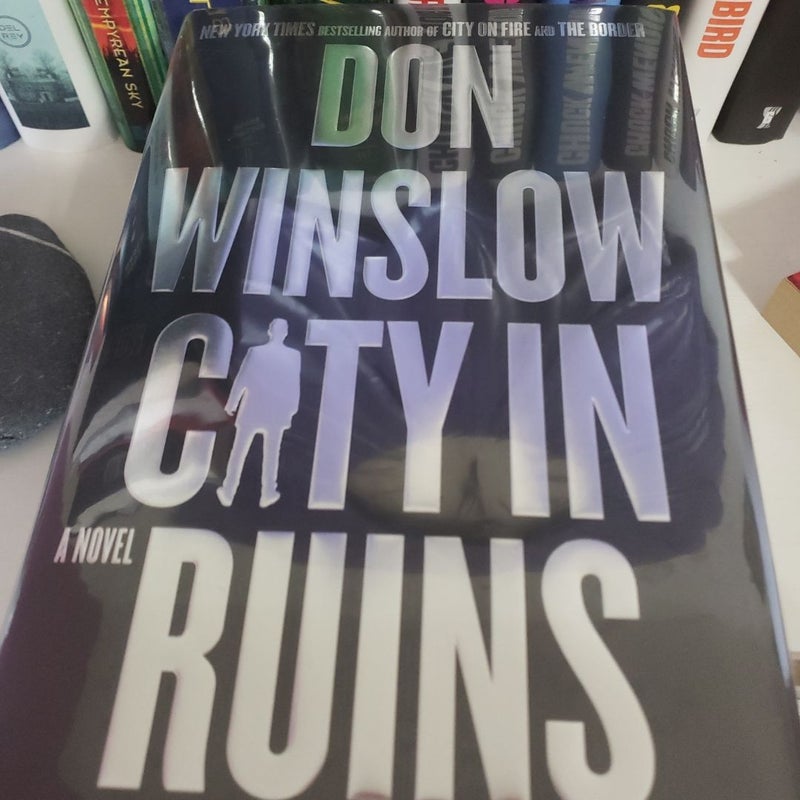 NEW YORK TIMES BESTSELLING AUTHOR OF CITY ON FIRE AND THE BORDER
DON
WINSLOW
CITY IN
A NOVEL
RUINS
EMPYREAN SKY
BIRD